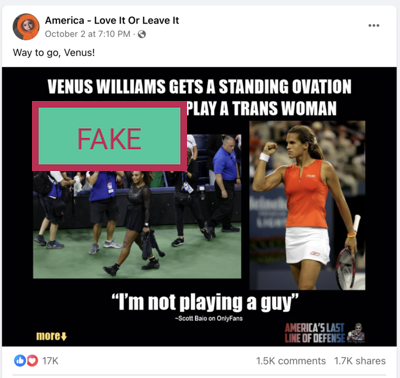 America - Love It Or Leave It
October 2 at 7:10 PM ·
Way to go, Venus!
VENUS WILLIAMS GETS A STANDING OVATION
PLAY A TRANS WOMAN
FAKE
"I'm not playing a guy"
~Scott Baio on OnlyFans
more
AMERICA'S LAST
LINE OF DEFENSE
17K
1.5K comments 1.7K shares